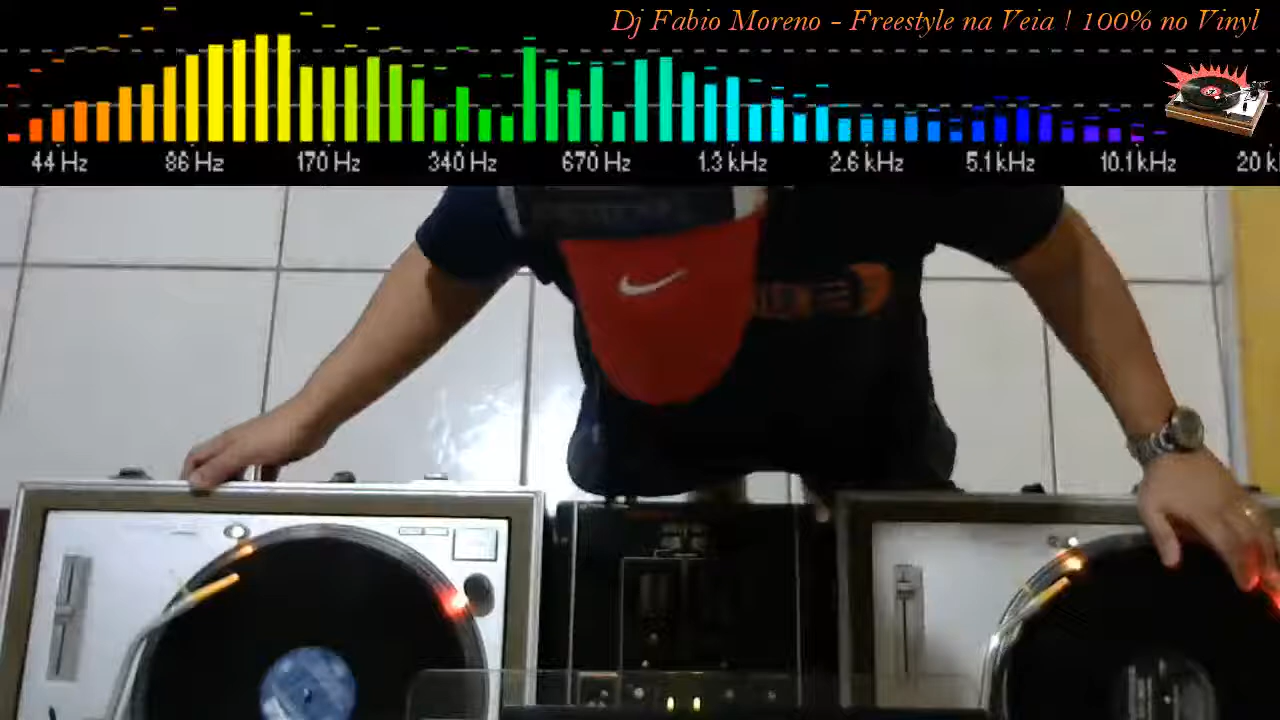 Dj Fabio Moreno - Freestyle na Veia ! 100% no Vinyl
44 Hz 86 Hz 170 Hz 340 Hz 670 Hz 1.3 kHz 2.6 kHz 5.1 kHz 10.1 kHz 20 k